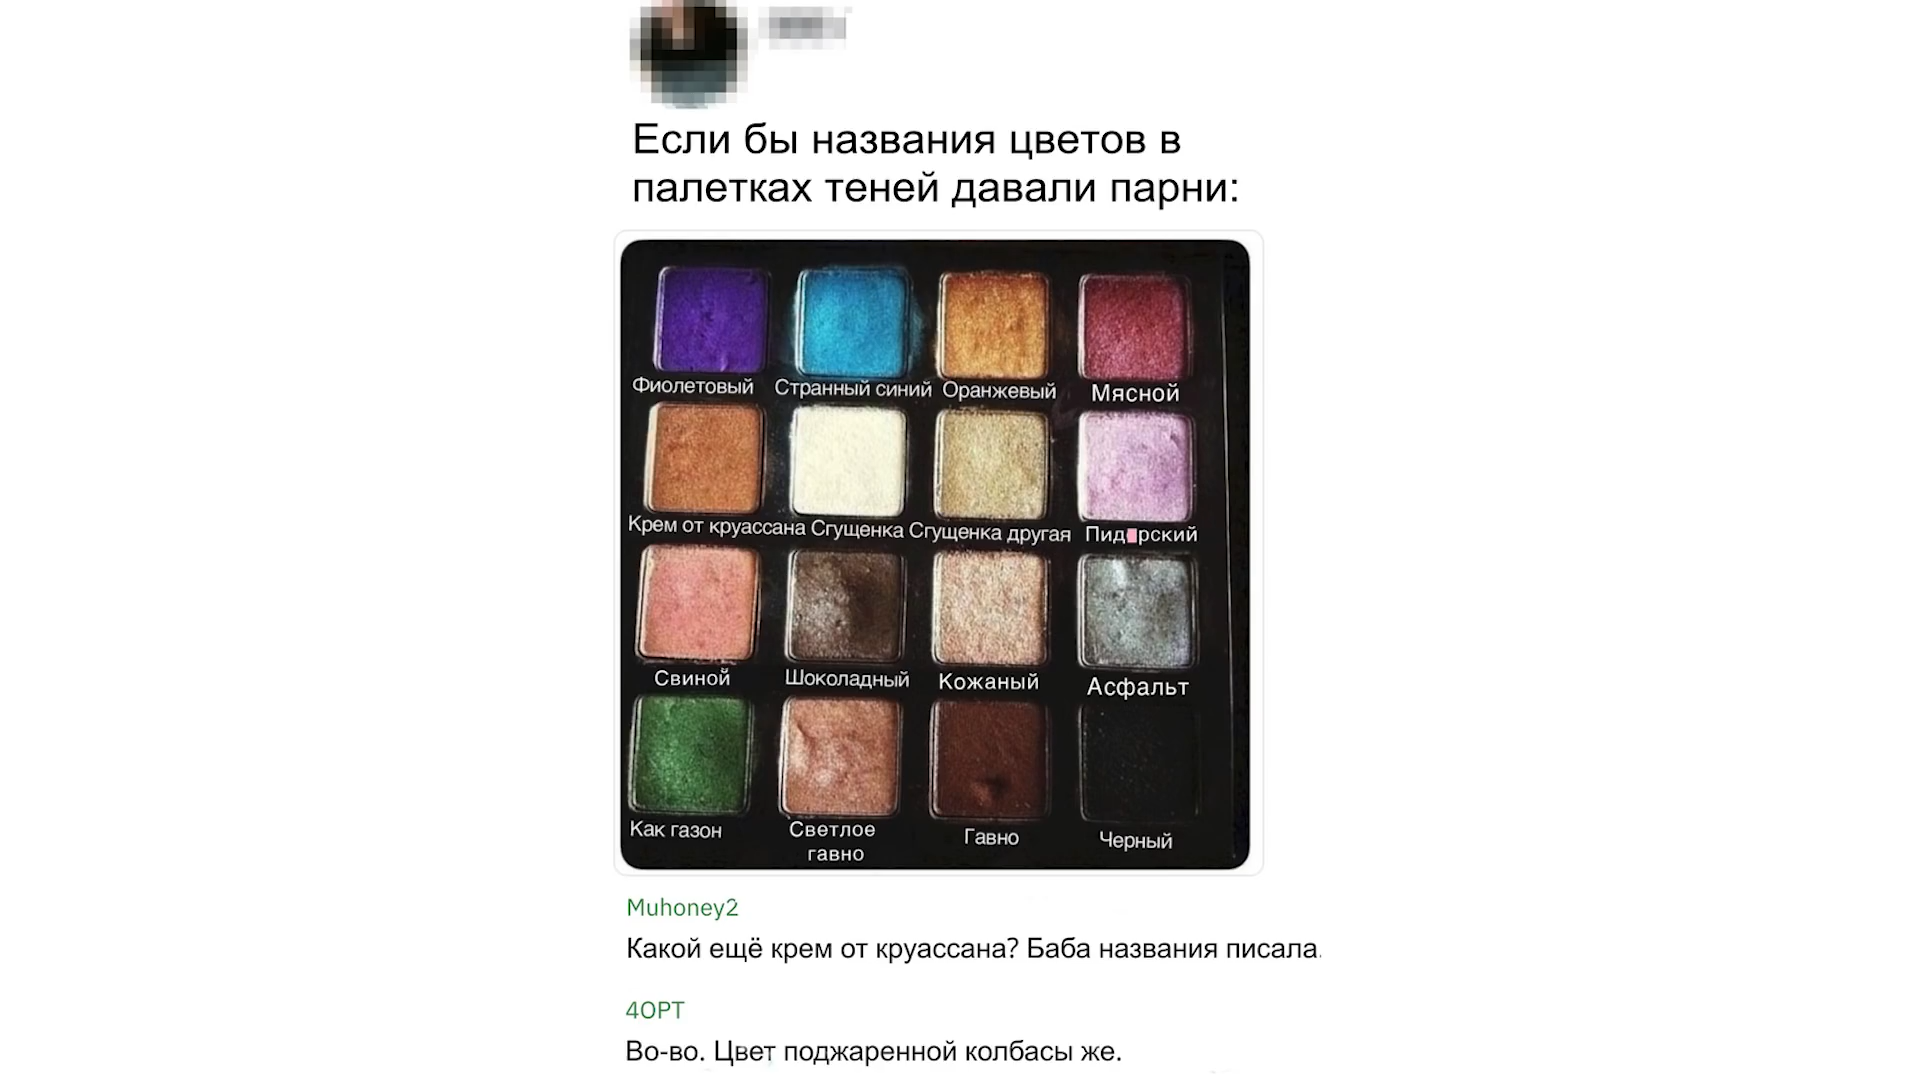 Если бы названия цветов в
палетках теней давали парни:
Фиолетовый Странный синий Оранжевый Мясной
Крем от круассана Сгущенка Сгущенка другая Пид рский
Свиной Шоколадный Кожаный Асфальт
Как газон Светлое гавно Гавно Черный
Muhoney2
Какой ещё крем от круассана? Баба названия писала.
4ОРТ
Во-во. Цвет поджаренной колбасы же.